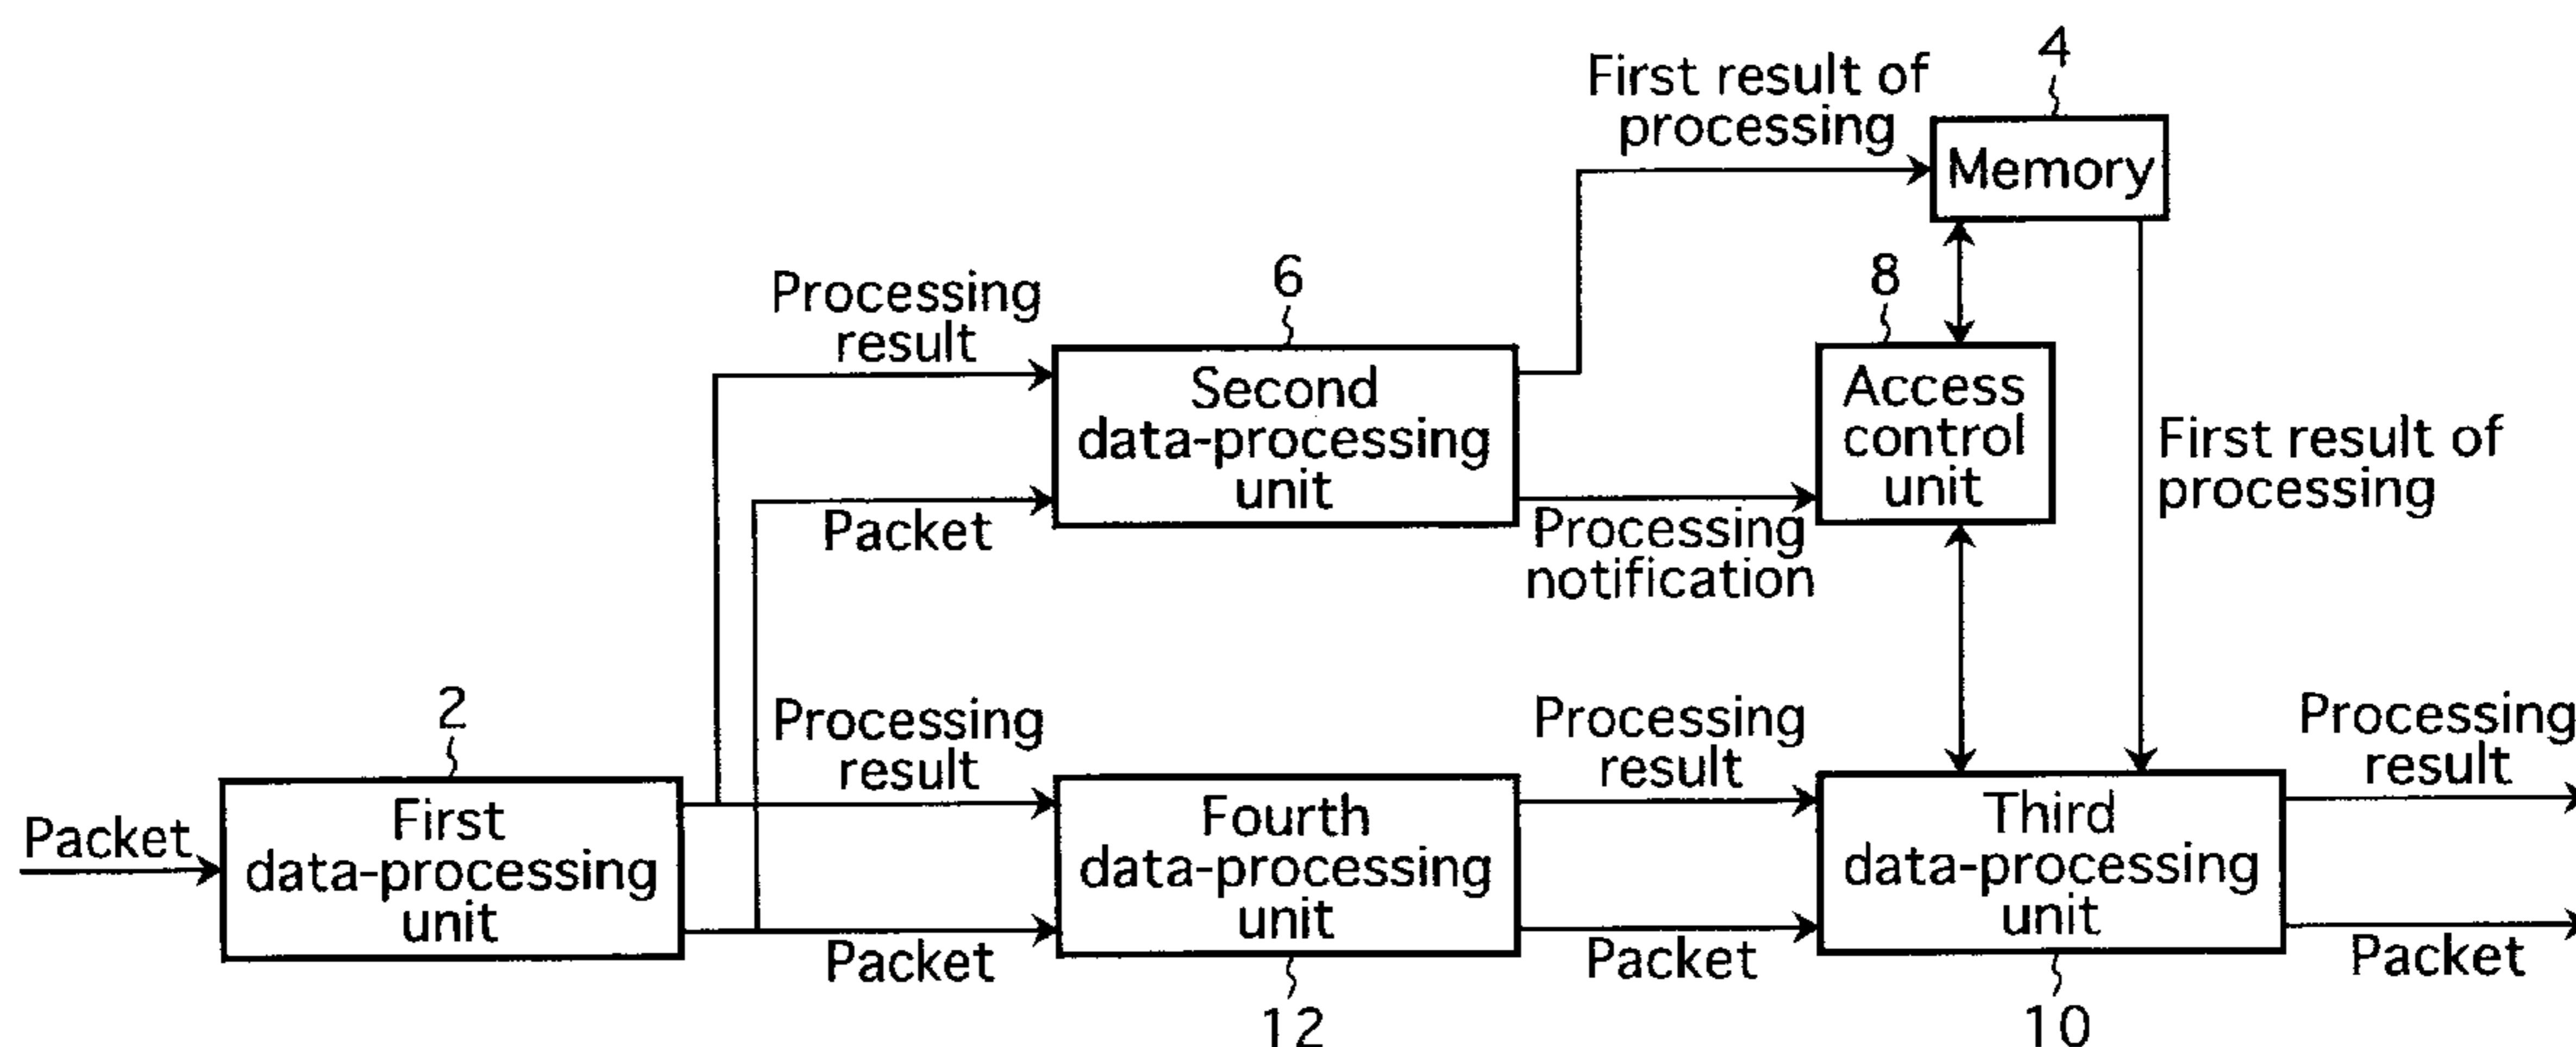 4
First result of
processing
Memory
6
8
Processing
result
Second
data-processing
unit
Access
control
unit
First result of
processing
Packet
Processing
notification
2
Processing
result
Processing
result
Processing
result
Packet
First
data-processing
unit
Fourth
data-processing
unit
Third
data-processing
unit
Packet
Packet
Packet
12
10